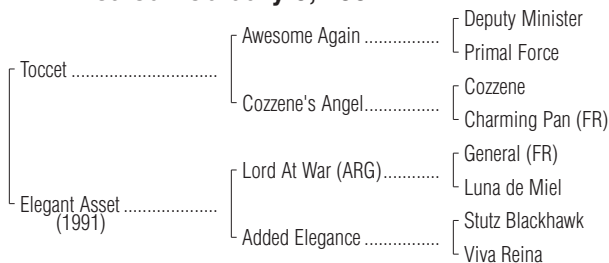 Deputy Minister
Awesome Again ................
Primal Force
Toccet ...............................
Cozzene
Cozzene's Angel................
Charming Pan (FR)
General (FR)
Lord At War (ARG)............
Luna de Miel
Elegant Asset ....................
(1991)
Stutz Blackhawk
Added Elegance ................
Viva Reina